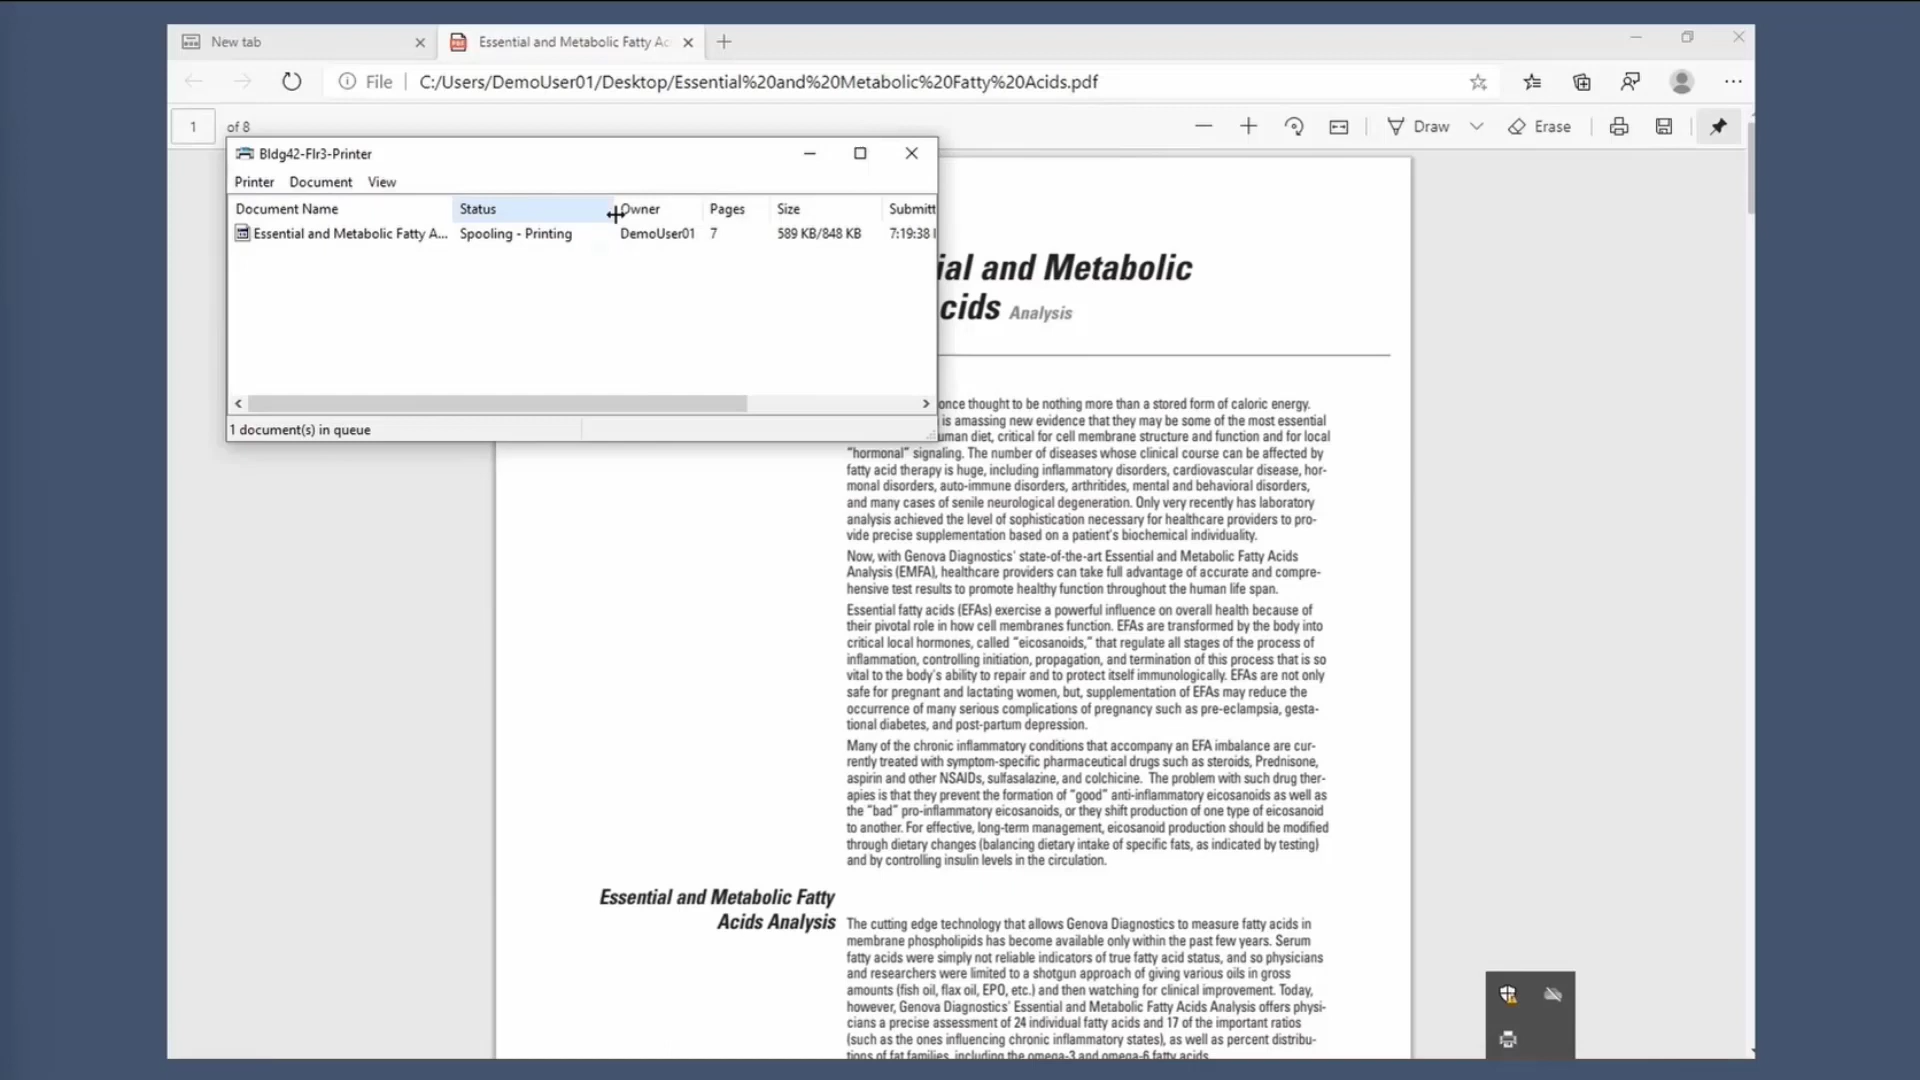 New tab
Essential and Metabolic Fatty Ac
File
C:/Users/DemoUser01/Desktop/Essential%20and%20Metabolic%20Fatty%20Acids.pdf
1 of 8
Draw
Erase
Bldg42-Flr3-Printer
Printer Document View
Document Name Status Owner Pages Size Submitt
Essential and Metabolic Fatty A... Spooling - Printing DemoUser01 7 589 KB/848 KB 7:19:38
1 document(s) in queue
ial and Metabolic
cids Analysis
once thought to be nothing more than a stored form of caloric energy.
is amassing new evidence that they may be some of the most essential
uman diet, critical for cell membrane structure and function and for local
"hormonal" signaling. The number of diseases whose clinical course can be affected by
fatty acid therapy is huge, including inflammatory disorders, cardiovascular disease, hor-
monal disorders, auto-immune disorders, arthritides, mental and behavioral disorders,
and many cases of senile neurological degeneration. Only very recently has laboratory
analysis achieved the level of sophistication necessary for healthcare providers to pro-
vide precise supplementation based on a patient's biochemical individuality.
Now, with Genova Diagnostics' state-of-the-art Essential and Metabolic Fatty Acids
Analysis (EMFA), healthcare providers can take full advantage of accurate and compre-
hensive test results to promote healthy function throughout the human life span.
Essential fatty acids (EFAs) exercise a powerful influence on overall health because of
their pivotal role in how cell membranes function. EFAs are transformed by the body into
critical local hormones, called "eicosanoids," that regulate all stages of the process of
inflammation, controlling initiation, propagation, and termination of this process that is so
vital to the body's ability to repair and to protect itself immunologically. EFAs are not only
safe for pregnant and lactating women, but, supplementation of EFAs may reduce the
occurrence of many serious complications of pregnancy such as pre-eclampsia, gesta-
tional diabetes, and post-partum depression.
Many of the chronic inflammatory conditions that accompany an EFA imbalance are cur-
rently treated with symptom-specific pharmaceutical drugs such as steroids, Prednisone,
aspirin and other NSAIDs, sulfasalazine, and colchicine. The problem with such drug ther-
apies is that they prevent the formation of "good" anti-inflammatory eicosanoids as well as
the "bad" pro-inflammatory eicosanoids, or they shift production of one type of eicosanoid
to another. For effective, long-term management, eicosanoid production should be modified
through dietary changes (balancing dietary intake of specific fats, as indicated by testing)
and by controlling insulin levels in the circulation.
Essential and Metabolic Fatty
Acids Analysis
The cutting edge technology that allows Genova Diagnostics to measure fatty acids in
membrane phospholipids has become available only within the past few years. Serum
fatty acids were simply not reliable indicators of true fatty acid status, and so physicians
and researchers were limited to a shotgun approach of giving various oils in gross
amounts (fish oil, flax oil, EPO, etc.) and then watching for clinical improvement. Today,
however, Genova Diagnostics' Essential and Metabolic Fatty Acids Analysis offers physi-
cians a precise assessment of 24 individual fatty acids and 17 of the important ratios
(such as the ones influencing chronic inflammatory states), as well as percent distribu-
tions of fat families, including the omega-3 and omega-6 fatty acids.